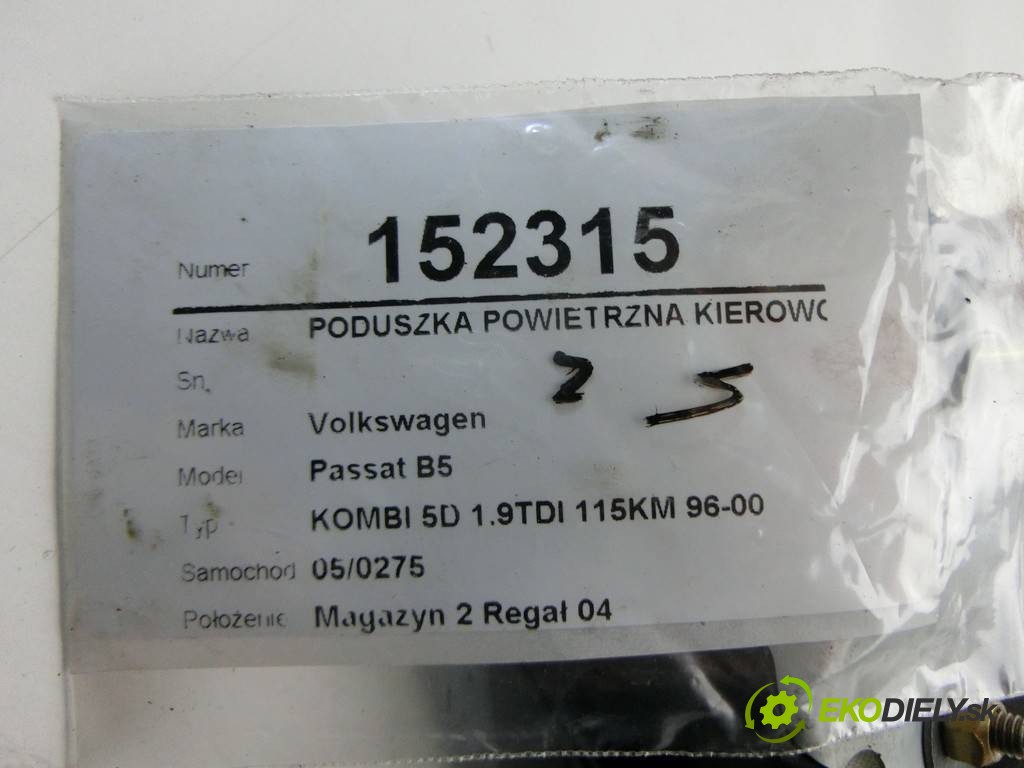 Numer 152315
Nazwa PODUSZKA POWIETRZNA KIEROWC
2 5
Sn.
Marka Volkswagen
Model Passat B5
Typ KOMBI 5D 1.9TDI 115KM 96-00
Samochód 05/0275
Położenie Magazyn 2 Regał 04
EKODIELY.sk